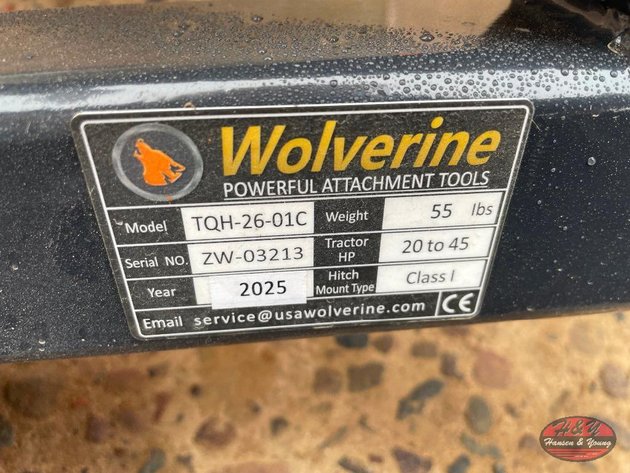 Wolverine
POWERFUL ATTACHMENT TOOLS
Model TQH-26-01C Weight 55 lbs
Serial NO. ZW-03213 Tractor HP 20 to 45
Year 2025 Hitch Mount Type Class I
Email service@usawolverine.com CE
H&Y
Hansen & Young